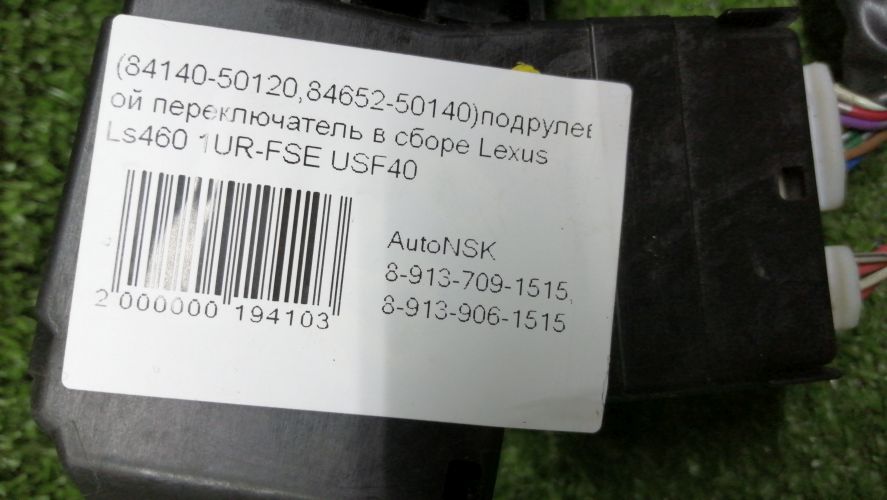 (84140-50120,84652-50140)подрулев
ой переключатель в сборе Lexus
Ls460 1UR-FSE USF40
AutoNSK
8-913-709-1515,
8-913-906-1515
2 000000 194103